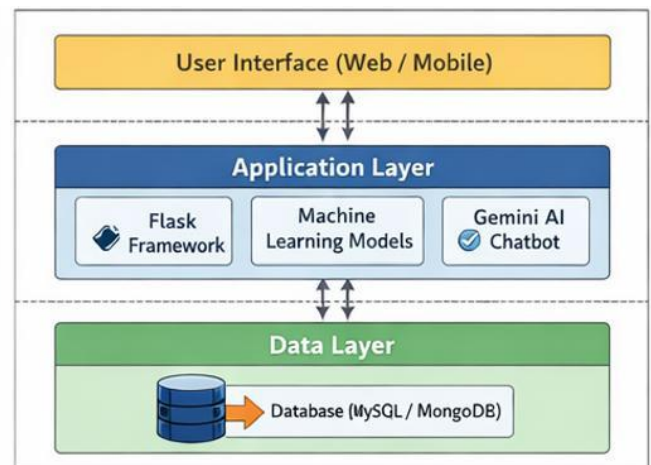 User Interface (Web / Mobile)
Application Layer
Flask
Framework
Machine
Learning Models
Gemini AI
Chatbot
Data Layer
Database (MySQL / MongoDB)